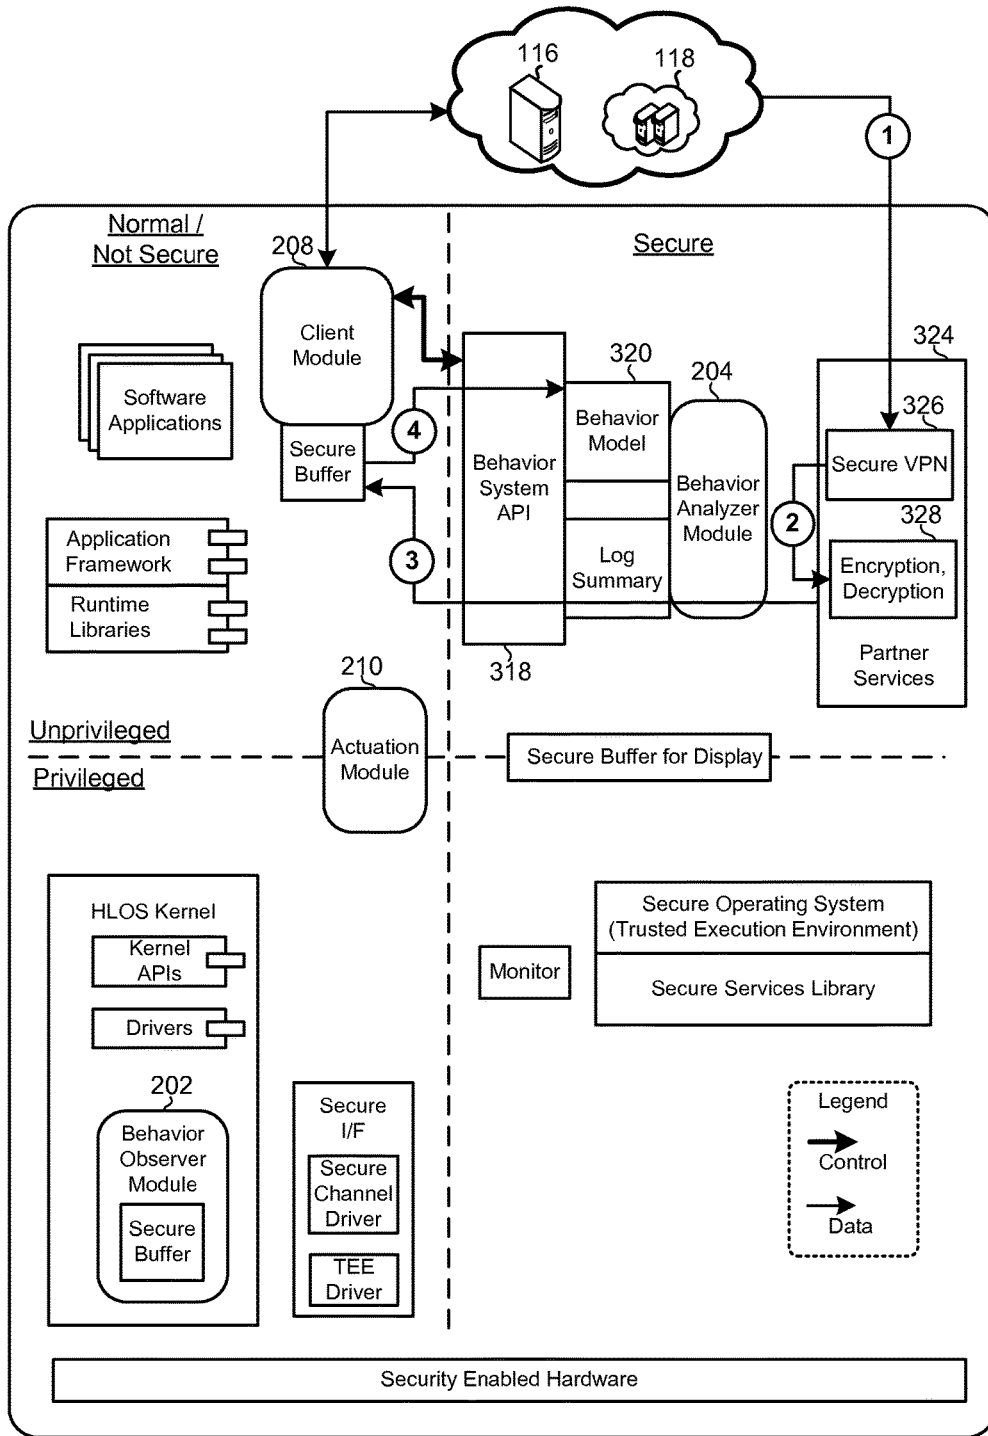 116
118
1
Normal /
Not Secure
Secure
208
Client
Module
Software
Applications
Secure
Buffer
4
3
Behavior
System
API
318
320
Behavior
Model
Log
Summary
204
Behavior
Analyzer
Module
324
326
Secure VPN
2
328
Encryption,
Decryption
Partner
Services
Application
Framework
Runtime
Libraries
210
Actuation
Module
Unprivileged
Privileged
Secure Buffer for Display
HLOS Kernel
Kernel
APIs
Drivers
202
Behavior
Observer
Module
Secure
Buffer
Secure
I/F
Secure
Channel
Driver
TEE
Driver
Monitor
Secure Operating System
(Trusted Execution Environment)
Secure Services Library
Legend
Control
Data
Security Enabled Hardware